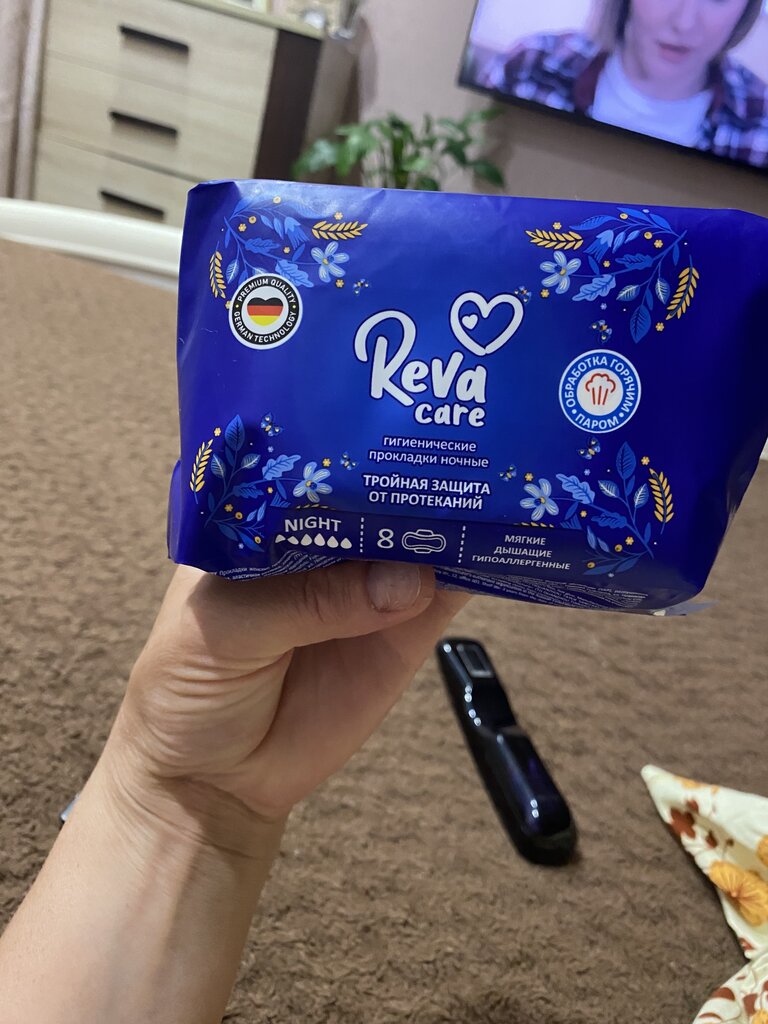 PREMIUM QUALITY
GERMAN TECHNOLOGY
Reva
care
ОБРАБОТКА ГОРЯЧИМ
ПАРОМ
гигиенические
прокладки ночные
ТРОЙНАЯ ЗАЩИТА
ОТ ПРОТЕКАНИЙ
NIGHT
8
МЯГКИЕ
ДЫШАЩИЕ
ГИПОАЛЛЕРГЕННЫЕ